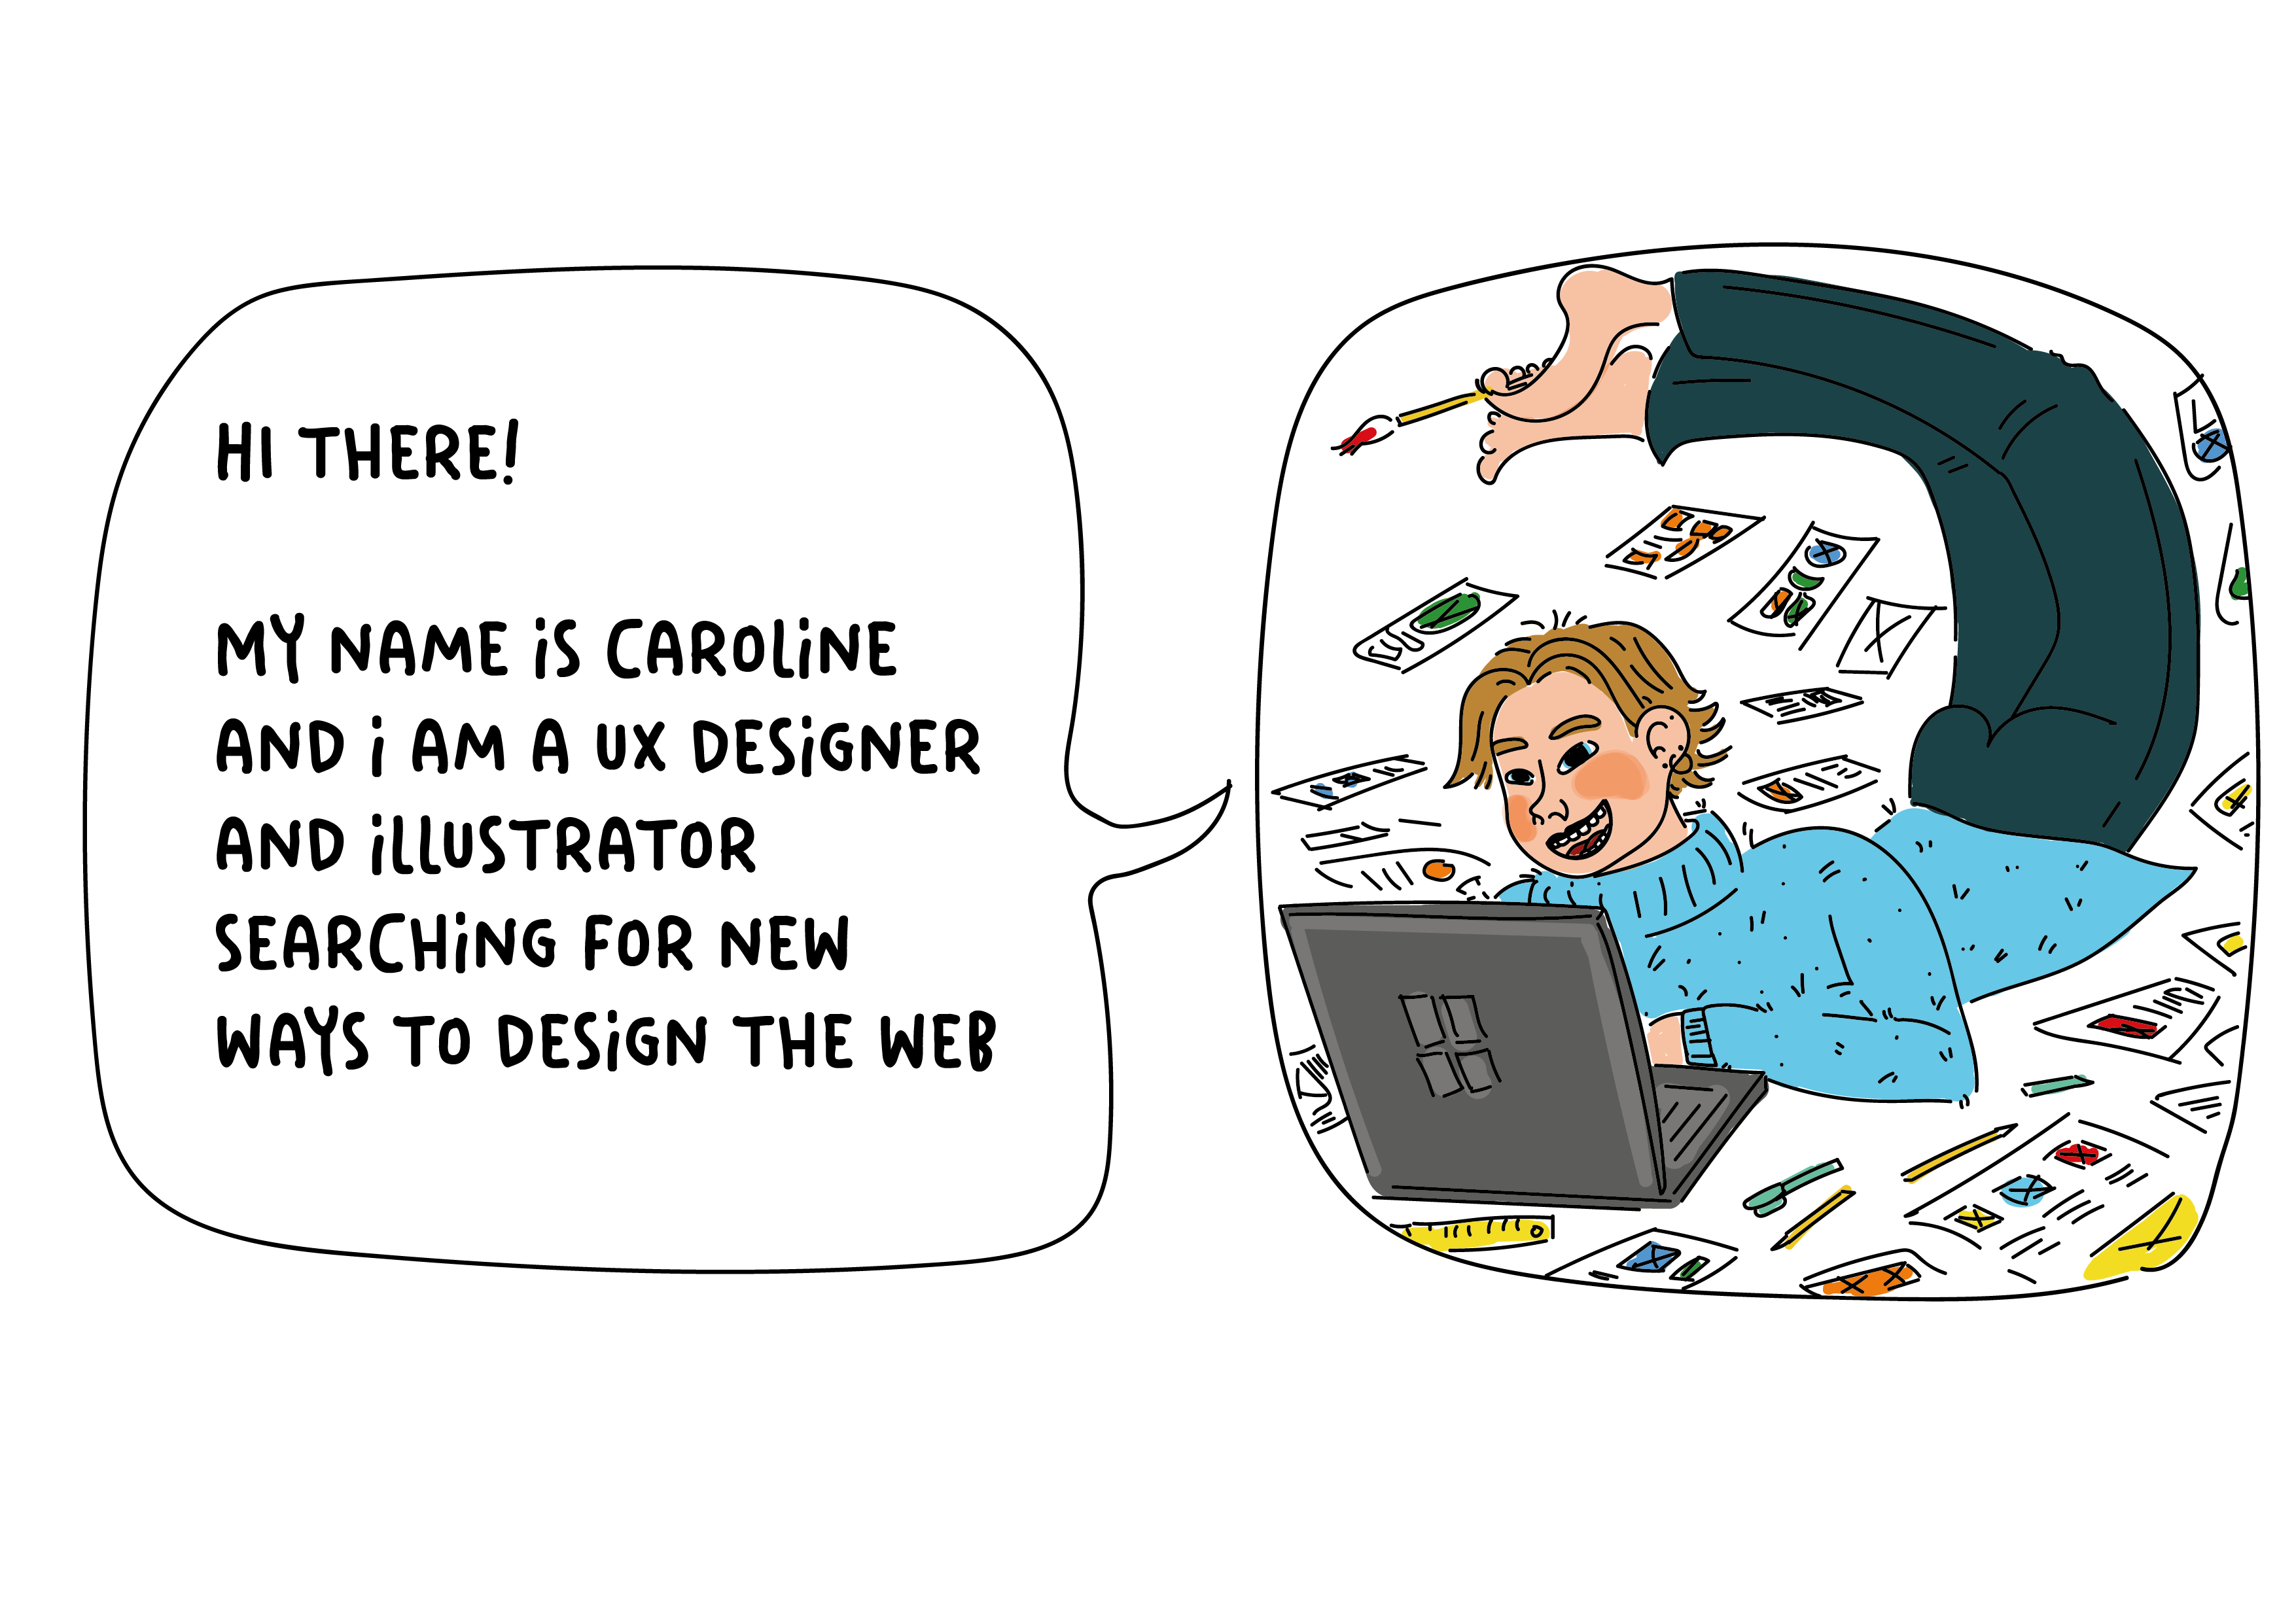 HI THERE!
MY NAME iS CAROLiNE
AND i AM A UX DESiGNER
AND iLLUSTRATOR
SEARCHiNG FOR NEW
WAYS TO DESiGN THE WEB